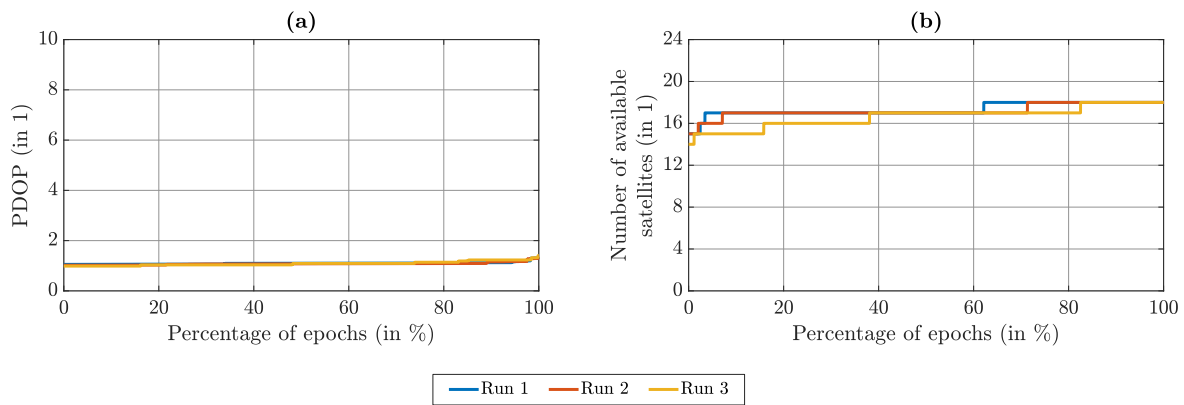 (a)
10
8
6
4
2
0
PDOP (in 1)
0 20 40 60 80 100
Percentage of epochs (in %)
(b)
24
20
16
12
8
4
0
Number of available
satellites (in 1)
0 20 40 60 80 100
Percentage of epochs (in %)
Run 1 Run 2 Run 3